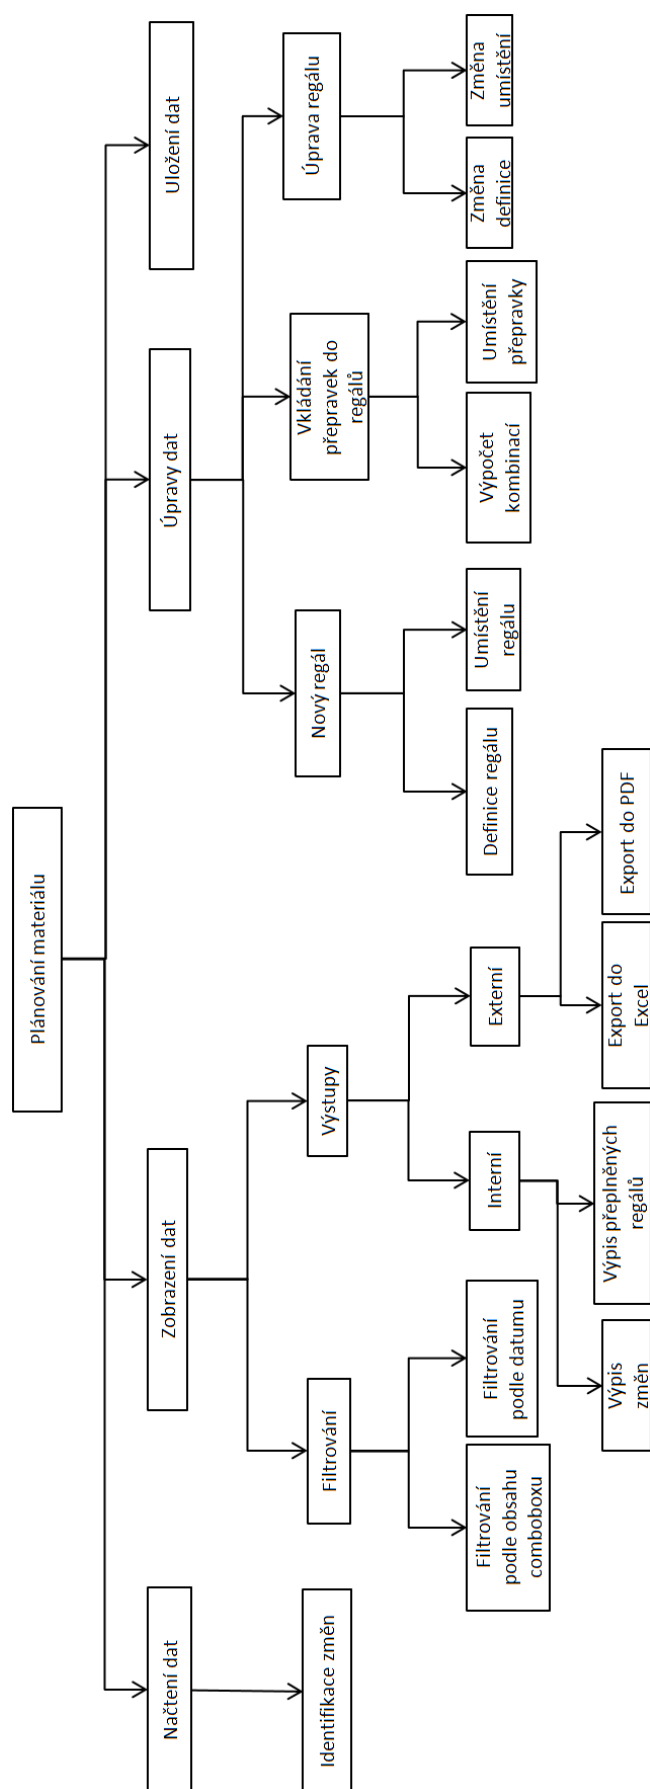 Plánování materiálu
Načtení dat
Zobrazení dat
Úpravy dat
Uložení dat
Identifikace změn
Filtrování
Výstupy
Nový regál
Vkládání
přepravek do
regálů
Úprava regálu
Filtrování
podle obsahu
comboboxu
Filtrování
podle datumu
Interní
Externí
Definice regálu
Umístění
regálu
Výpočet
kombinací
Umístění
přepravky
Změna
definice
Změna
umístění
Výpis
změn
Výpis přeplněných
regálů
Export do
Excel
Export do PDF